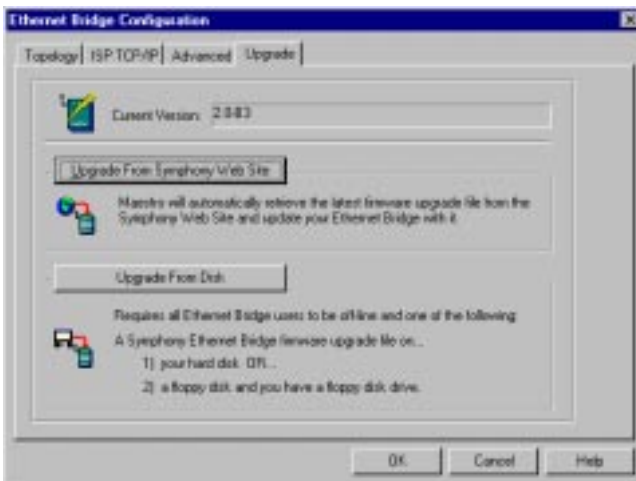 Ethernet Bridge Configuration
Topology ISP TCP/IP Advanced Upgrade
Current Version: 2.0-B3
Upgrade From Symphony Web Site
Maestro will automatically retrieve the latest firmware upgrade file from the
Symphony Web Site and update your Ethernet Bridge with it
Upgrade From Disk
Requires all Ethernet Bridge users to be off-line and one of the following
A Symphony Ethernet Bridge firmware upgrade file on...
1) your hard disk OR...
2) a floppy disk and you have a floppy disk drive.
OK Cancel Help